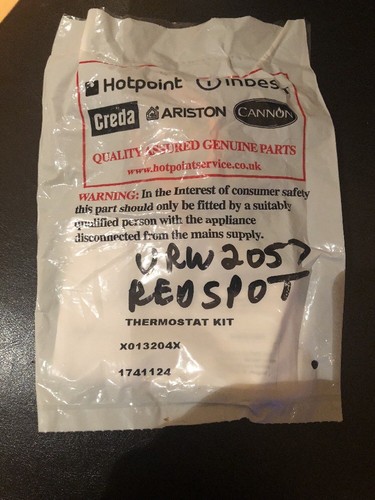 Hotpoint indesit
Creda ARISTON CANNON
QUALITY ASSURED GENUINE PARTS
www.hotpointservice.co.uk
WARNING: In the Interest of consumer safety
this part should only be fitted by a suitably
qualified person with the appliance
disconnected from the mains supply.
VRW2057
REDSPOT
THERMOSTAT KIT
X013204X
1741124